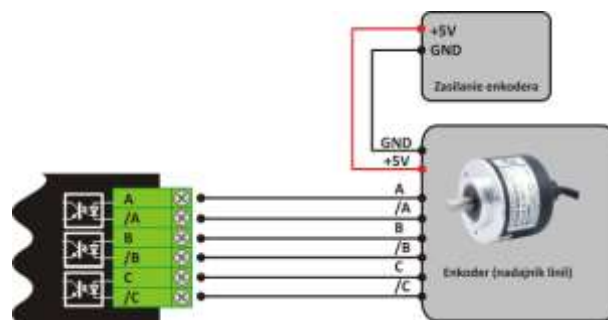 +5V
GND
Zasilanie enkodera
GND
+5V
A
/A
B
/B
C
/C
A
/A
B
/B
C
/C
Enkoder (nadajnik linii)